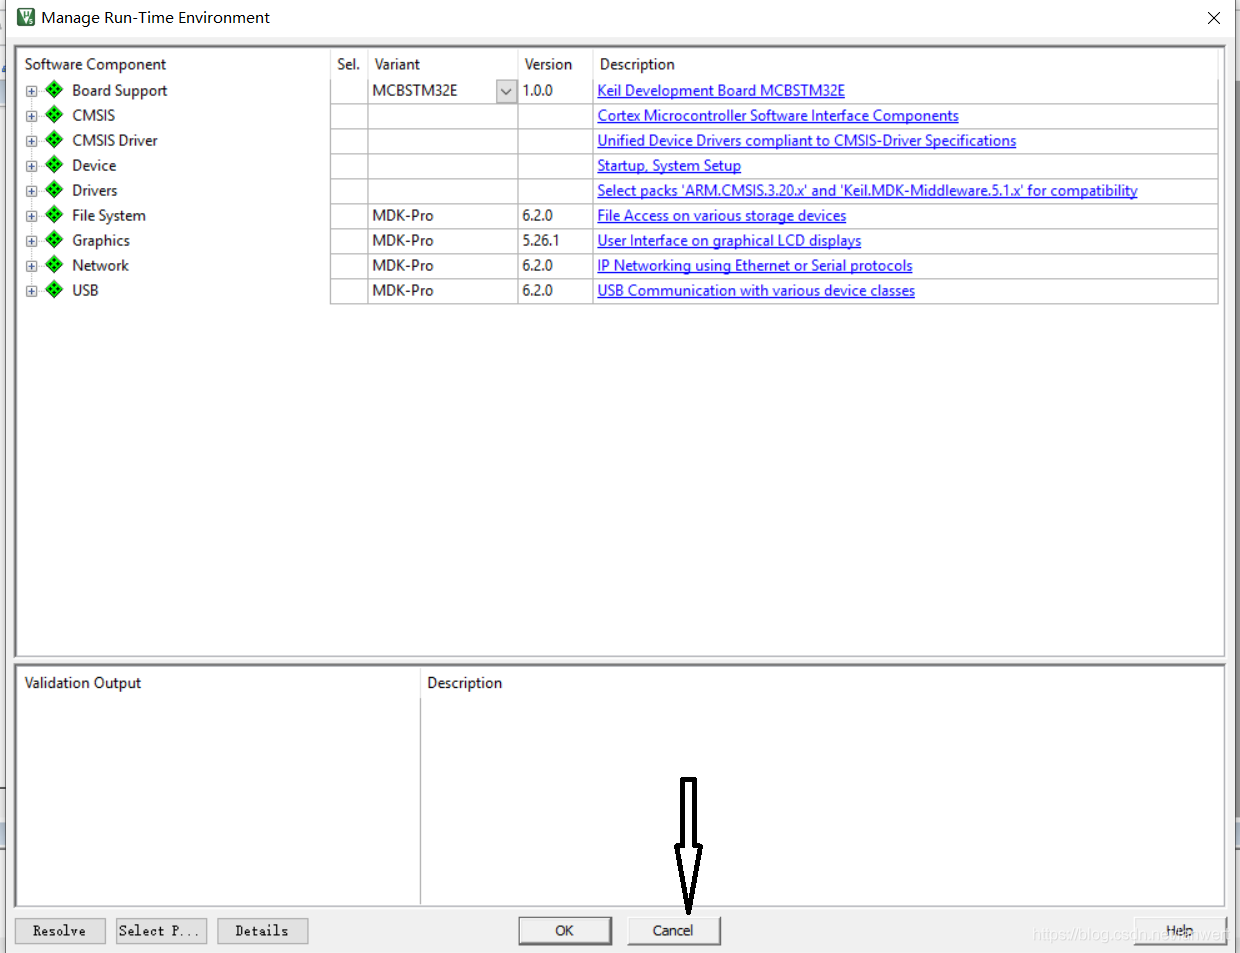 Manage Run-Time Environment
Software Component Sel. Variant Version Description
Board Support MCBSTM32E 1.0.0 Keil Development Board MCBSTM32E
CMSIS Cortex Microcontroller Software Interface Components
CMSIS Driver Unified Device Drivers compliant to CMSIS-Driver Specifications
Device Startup, System Setup
Drivers Select packs 'ARM.CMSIS.3.20.x' and 'Keil.MDK-Middleware.5.1.x' for compatibility
File System MDK-Pro 6.2.0 File Access on various storage devices
Graphics MDK-Pro 5.26.1 User Interface on graphical LCD displays
Network MDK-Pro 6.2.0 IP Networking using Ethernet or Serial protocols
USB MDK-Pro 6.2.0 USB Communication with various device classes
Validation Output Description
Resolve Select P... Details OK Cancel Help